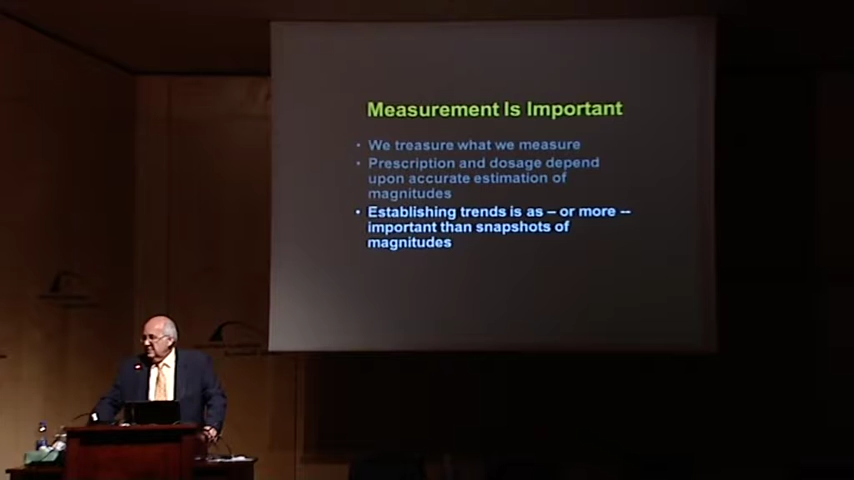 Measurement Is Important
• We treasure what we measure
• Prescription and dosage depend
upon accurate estimation of
magnitudes
• Establishing trends is as – or more --
important than snapshots of
magnitudes